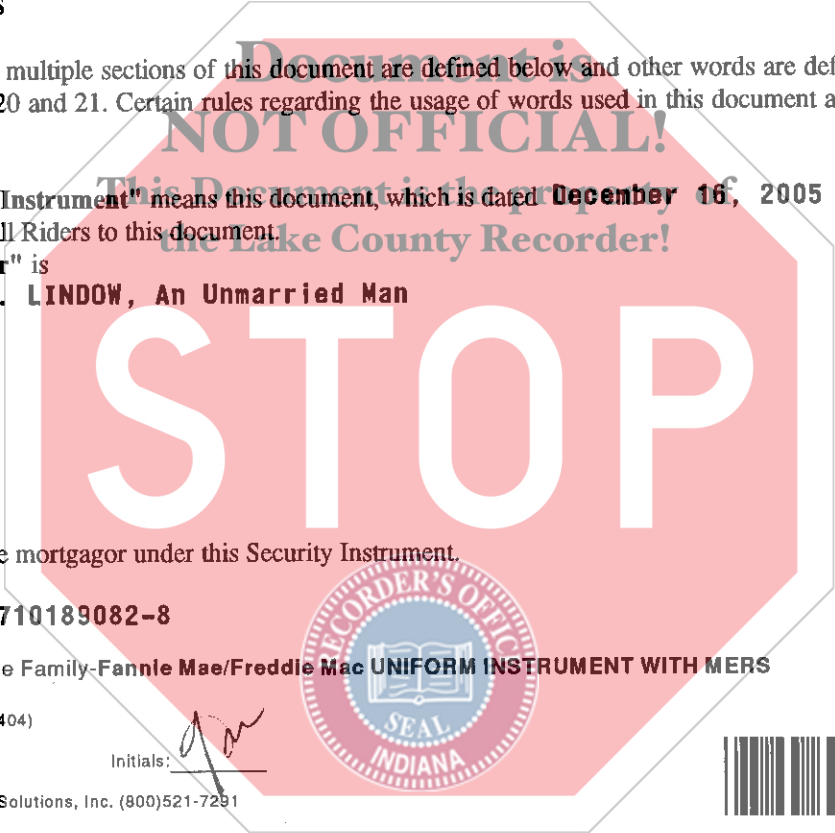 S
Document is
multiple sections of this document are defined below and other words are def
20 and 21. Certain rules regarding the usage of words used in this document a
NOT OFFICIAL!
This Document is the property of
Instrument" means this document, which is dated December 16, 2005
ll Riders to this document.
the Lake County Recorder!
r" is
. LINDOW, An Unmarried Man
STOP
e mortgagor under this Security Instrument.
710189082-8
e Family-Fannie Mae/Freddie Mac UNIFORM INSTRUMENT WITH MERS
404)
Initials:
Solutions, Inc. (800)521-7291
RECORDER'S OFFICE
SEAL
INDIANA